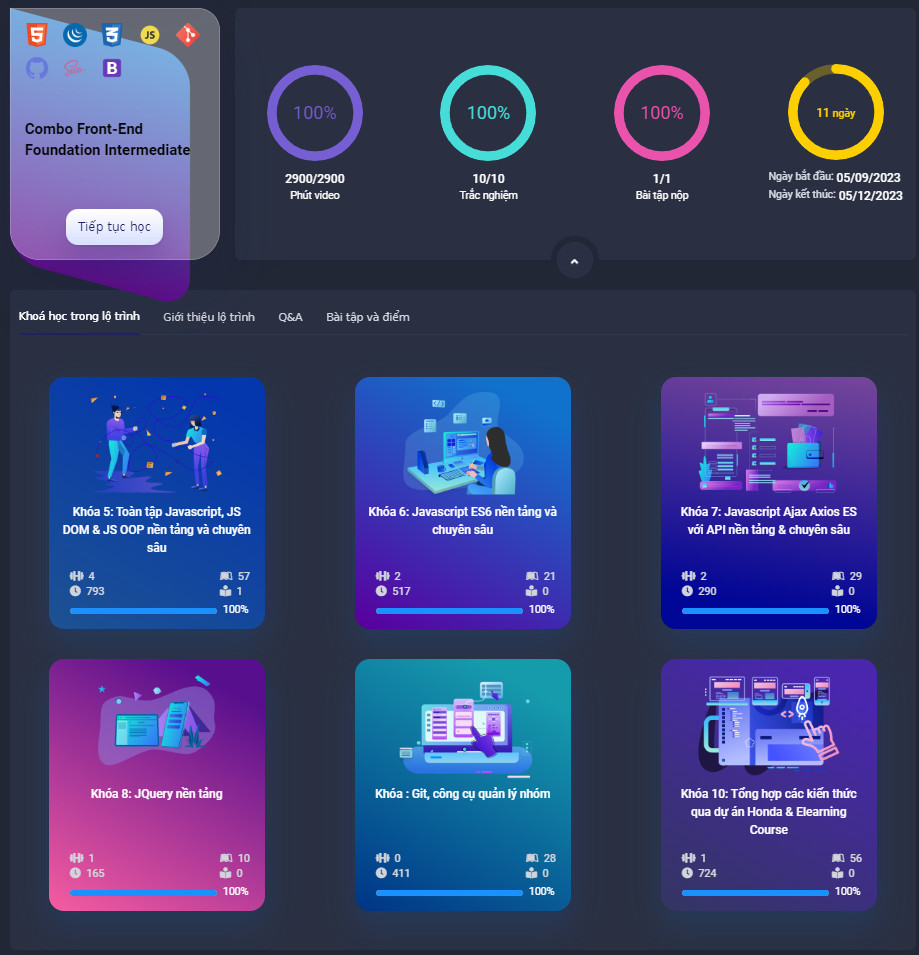 5
3
JS
Sass
B
Combo Front-End
Foundation Intermediate
Tiếp tục học
100%
2900/2900
Phút video
100%
10/10
Trắc nghiệm
100%
1/1
Bài tập nộp
11 ngày
Ngày bắt đầu: 05/09/2023
Ngày kết thúc: 05/12/2023
Khoá học trong lộ trình
Giới thiệu lộ trình
Q&A
Bài tập và điểm
Khóa 5: Toàn tập Javascript, JS
DOM & JS OOP nền tảng và chuyên
sâu
4 57
793 1
100%
Khóa 6: Javascript ES6 nền tảng và
chuyên sâu
2 21
517 0
100%
Khóa 7: Javascript Ajax Axios ES
với API nền tảng & chuyên sâu
2 29
290 0
100%
Khóa 8: JQuery nền tảng
1 10
165 0
100%
Khóa : Git, công cụ quản lý nhóm
0 28
411 0
100%
Khóa 10: Tổng hợp các kiến thức
qua dự án Honda & Elearning
Course
1 56
724 0
100%